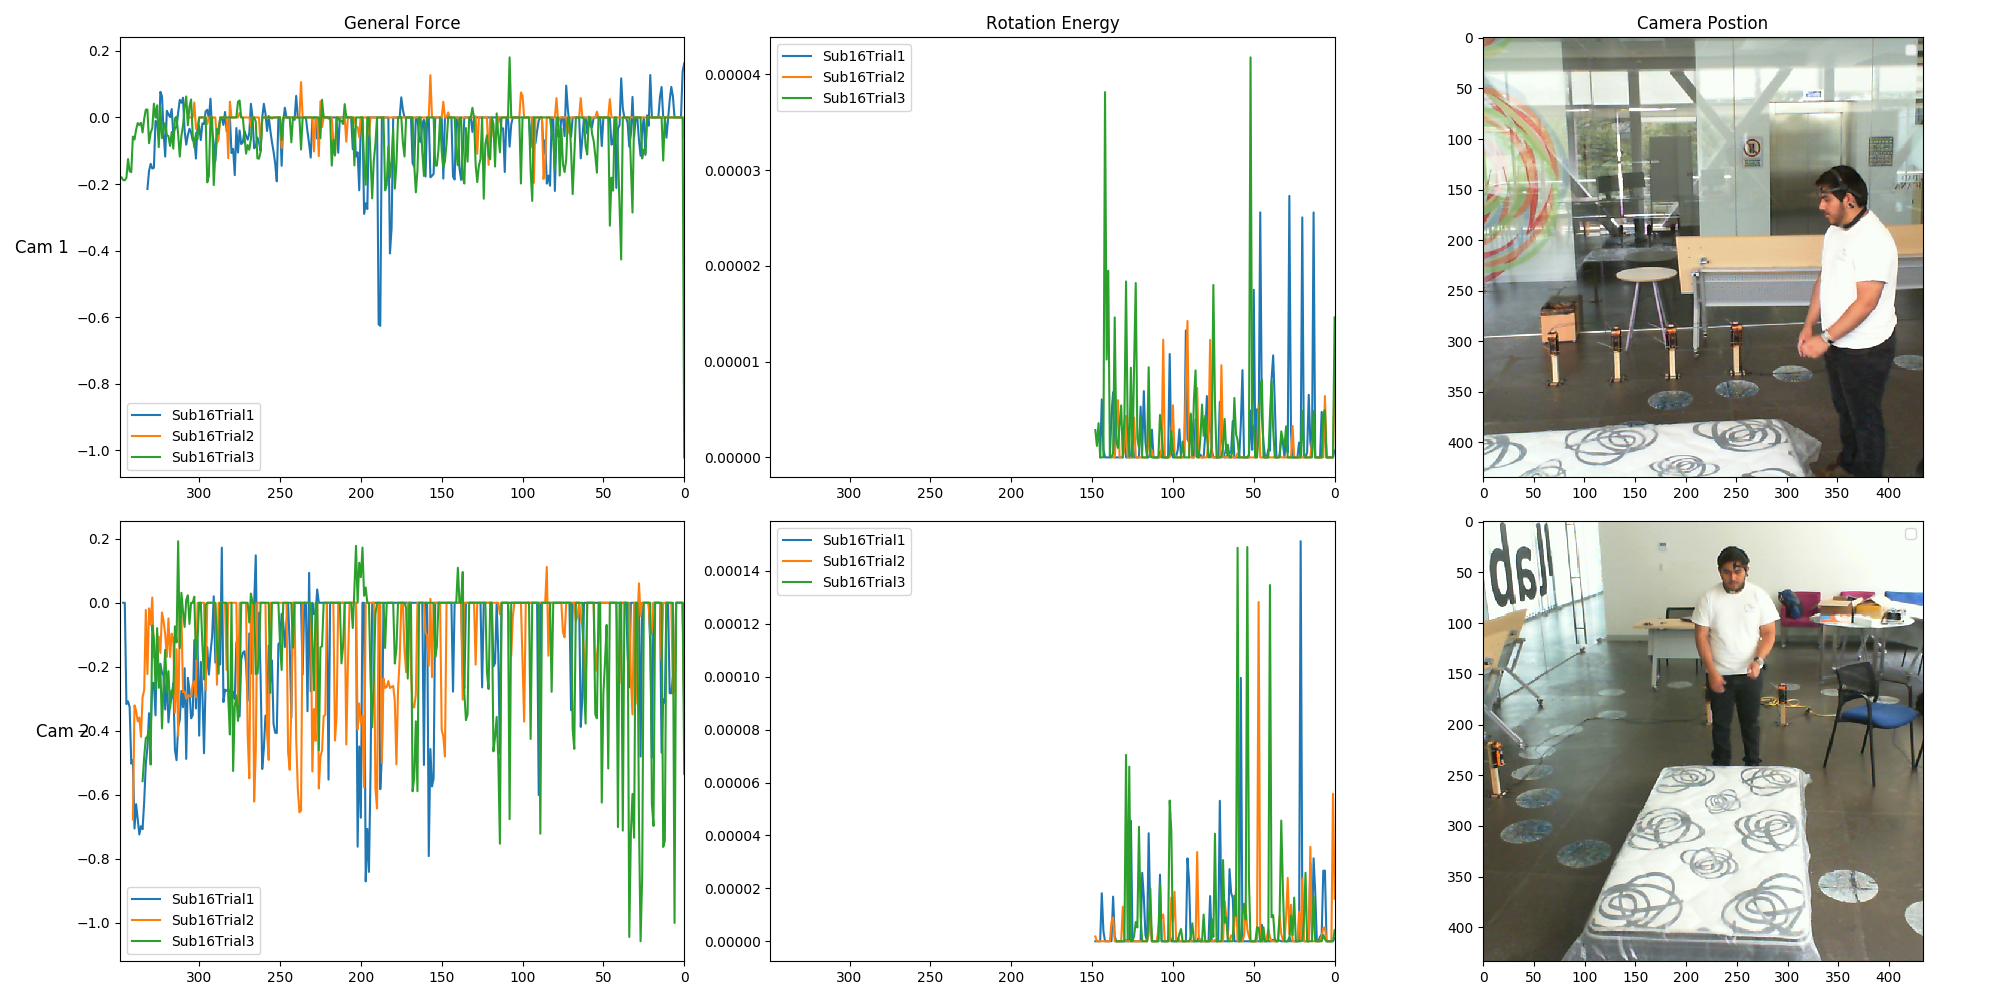 General Force
Rotation Energy
Camera Postion
Cam 1
0.2
0.0
−0.2
−0.4
−0.6
−0.8
−1.0
Sub16Trial1
Sub16Trial2
Sub16Trial3
300 250 200 150 100 50 0
0.00004
0.00003
0.00002
0.00001
0.00000
Sub16Trial1
Sub16Trial2
Sub16Trial3
300 250 200 150 100 50 0
0
50
100
150
200
250
300
350
400
0 50 100 150 200 250 300 350 400
Cam 2
0.2
0.0
−0.2
−0.4
−0.6
−0.8
−1.0
Sub16Trial1
Sub16Trial2
Sub16Trial3
300 250 200 150 100 50 0
0.00014
0.00012
0.00010
0.00008
0.00006
0.00004
0.00002
0.00000
Sub16Trial1
Sub16Trial2
Sub16Trial3
300 250 200 150 100 50 0
0
50
100
150
200
250
300
350
400
0 50 100 150 200 250 300 350 400